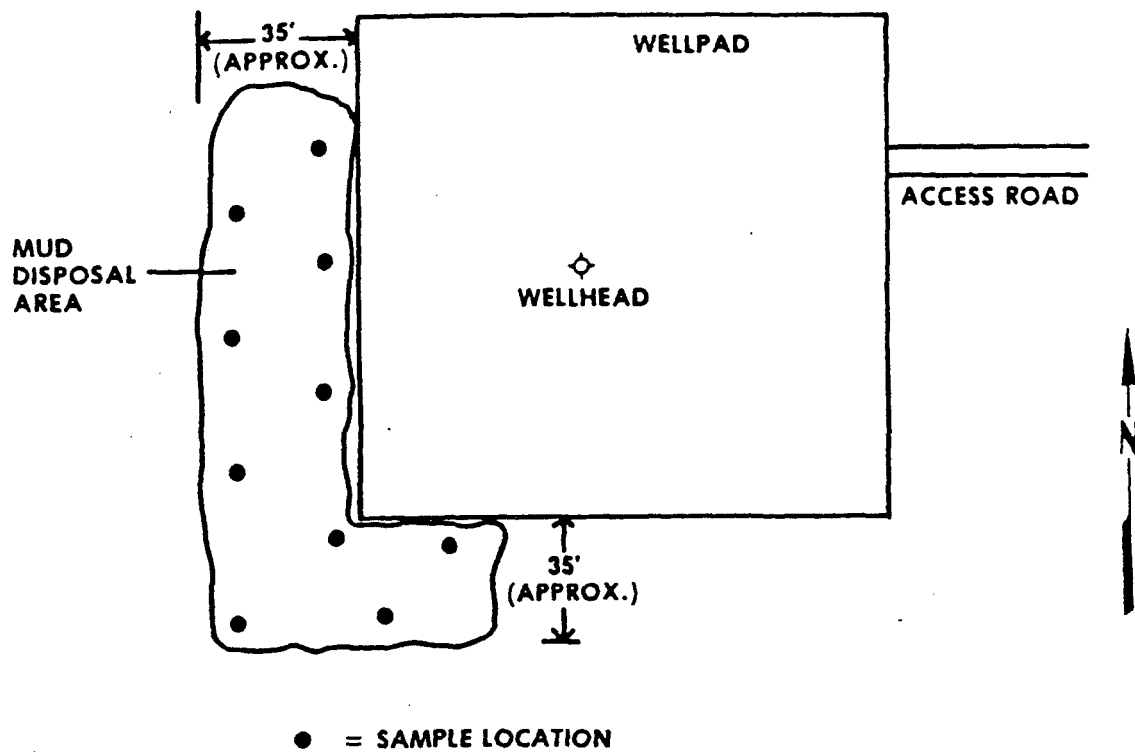 35'
(APPROX.)
WELLPAD
ACCESS ROAD
MUD
DISPOSAL
AREA
WELLHEAD
N
35'
(APPROX.)
= SAMPLE LOCATION